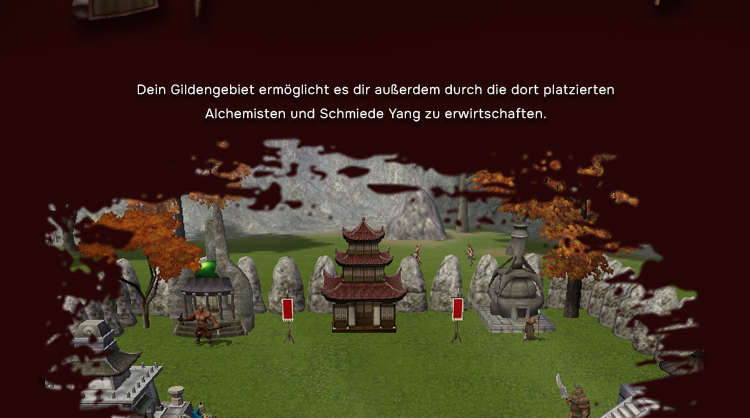 Dein Gildengebiet ermöglicht es dir außerdem durch die dort platzierten
Alchemisten und Schmiede Yang zu erwirtschaften.